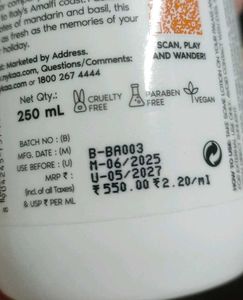 to Italy's Amalfi coast.
es of mandarin and basil, this
as fresh as the memories of your
holiday.
Marketed by Address.
Questions/Comments:
nykaa.com or 1800 267 4444
SCAN, PLAY
AND WANDER!
Net Qty.:
250 mL
CRUELTY
FREE
PARABEN
FREE
VEGAN
BATCH NO : (B) B-BA003
MFG. DATE : (M) M-06/2025
USE BEFORE : (U) U-05/2027
MRP ₹ : ₹550.00 ₹2.20/ml
(incl. of all Taxes)
& USP ₹ PER ML